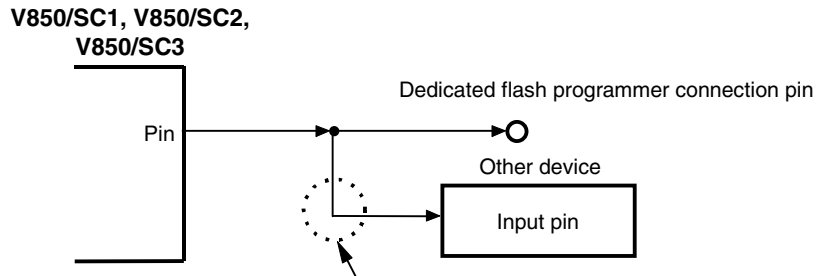 V850/SC1, V850/SC2,
V850/SC3
Dedicated flash programmer connection pin
Pin
Other device
Input pin